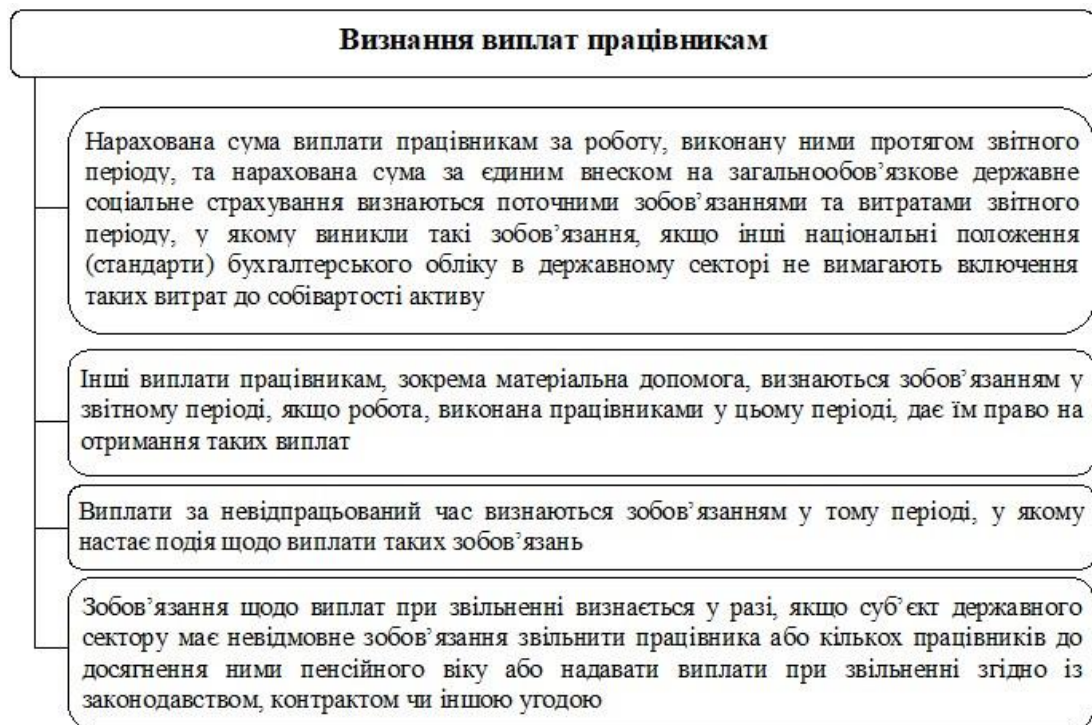 Визнання виплат працівникам
Нарахована сума виплати працівникам за роботу, виконану ними протягом звітного
періоду, та нарахована сума за єдиним внеском на загальнообов’язкове державне
соціальне страхування визнаються поточними зобов’язаннями та витратами звітного
періоду, у якому виникли такі зобов’язання, якщо інші національні положення
(стандарти) бухгалтерського обліку в державному секторі не вимагають включення
таких витрат до собівартості активу
Інші виплати працівникам, зокрема матеріальна допомога, визнаються зобов’язанням у
звітному періоді, якщо робота, виконана працівниками у цьому періоді, дає їм право на
отримання таких виплат
Виплати за невідпрацьований час визнаються зобов’язанням у тому періоді, у якому
настає подія щодо виплати таких зобов’язань
Зобов’язання щодо виплат при звільненні визнається у разі, якщо суб’єкт державного
сектору має невідмовне зобов’язання звільнити працівника або кількох працівників до
досягнення ними пенсійного віку або надавати виплати при звільненні згідно із
законодавством, контрактом чи іншою угодою